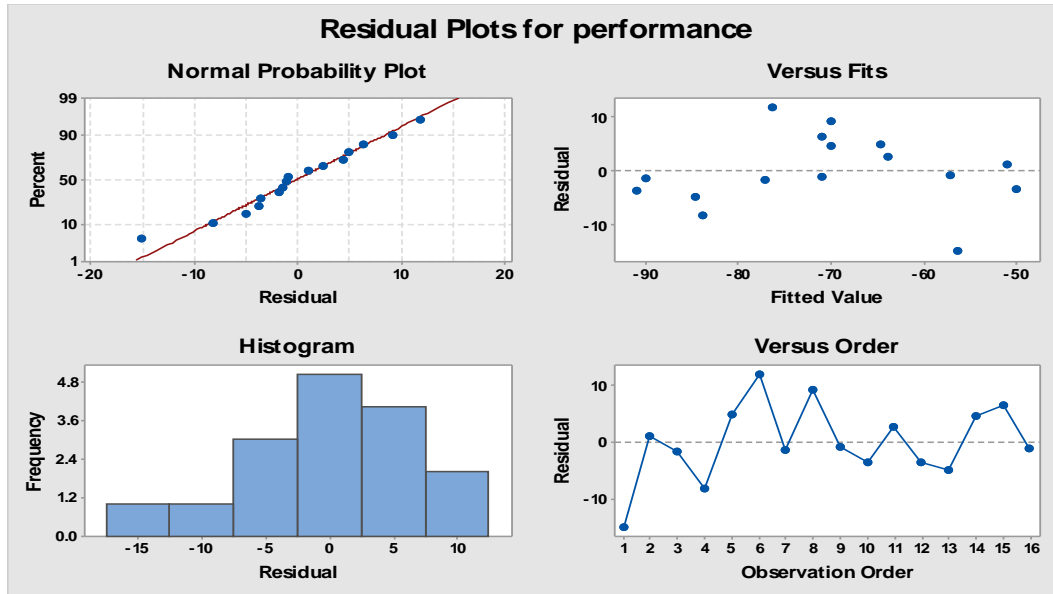 Residual Plots for performance
Normal Probability Plot
99
90
50
10
1
Percent
-20 -10 0 10 20
Residual
Versus Fits
10
0
-10
Residual
-90 -80 -70 -60 -50
Fitted Value
Histogram
4.8
3.6
2.4
1.2
0.0
Frequency
-15 -10 -5 0 5 10
Residual
Versus Order
10
0
-10
Residual
1 2 3 4 5 6 7 8 9 10 11 12 13 14 15 16
Observation Order